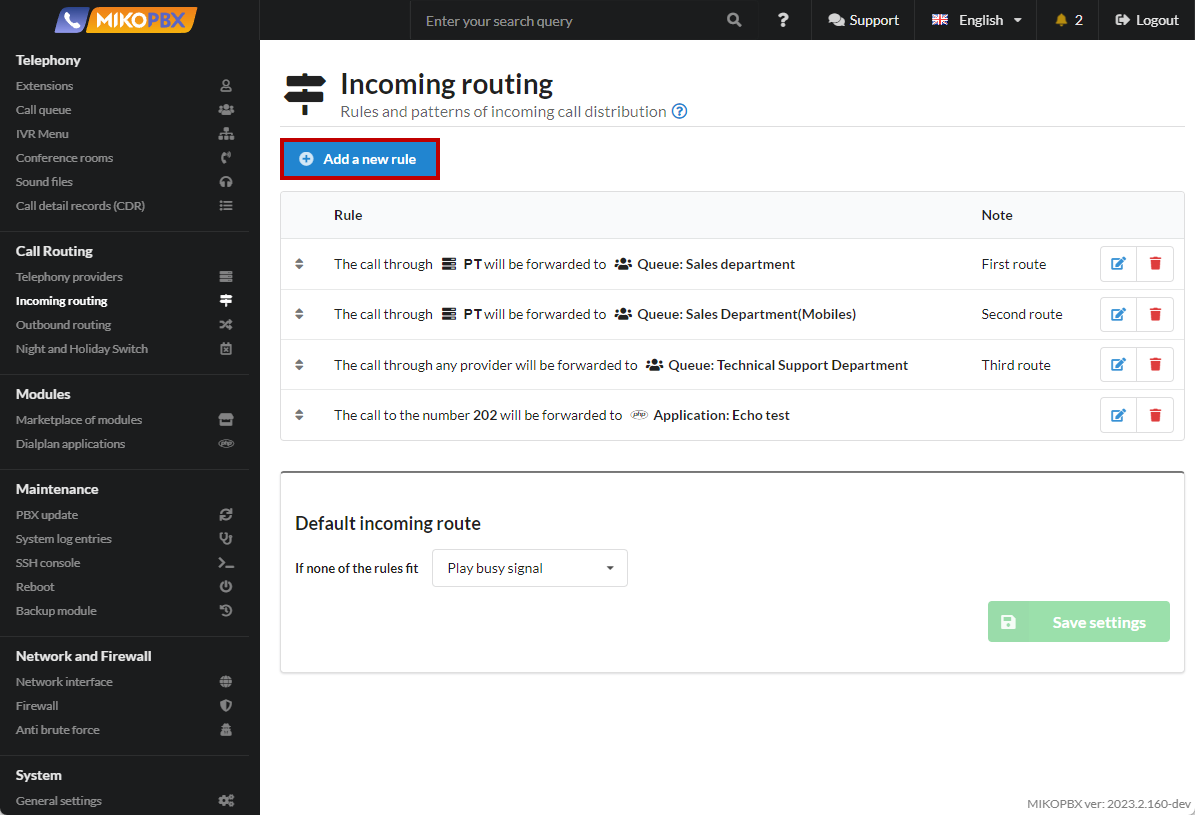 MIKOPBX
Enter your search query
?
Support
English
2
Logout
Telephony
Extensions
Call queue
IVR Menu
Conference rooms
Sound files
Call detail records (CDR)
Call Routing
Telephony providers
Incoming routing
Outbound routing
Night and Holiday Switch
Modules
Marketplace of modules
Dialplan applications
php
Maintenance
PBX update
System log entries
SSH console
Reboot
Backup module
Network and Firewall
Network interface
Firewall
Anti brute force
System
General settings
Incoming routing
Rules and patterns of incoming call distribution ?
Add a new rule
Rule Note
The call through PT will be forwarded to Queue: Sales department First route
The call through PT will be forwarded to Queue: Sales Department(Mobiles) Second route
The call through any provider will be forwarded to Queue: Technical Support Department Third route
The call to the number 202 will be forwarded to php Application: Echo test
Default incoming route
If none of the rules fit Play busy signal
Save settings
MIKOPBX ver: 2023.2.160-dev